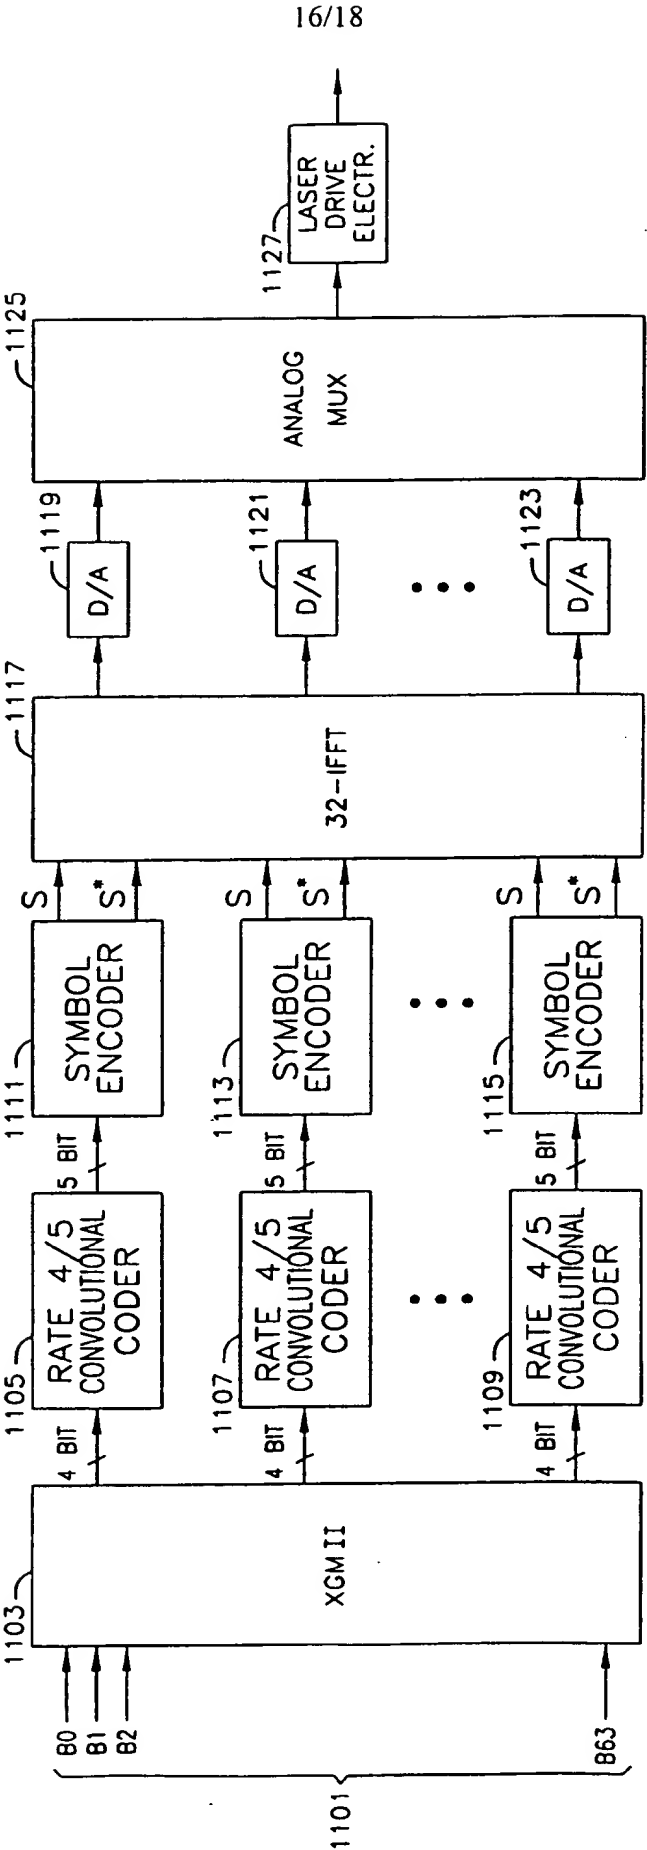 16/18
1101
B0
B1
B2
B63
1103
XGMII
4 BIT
4 BIT
4 BIT
1105
RATE 4/5
CONVOLUTIONAL
CODER
1107
RATE 4/5
CONVOLUTIONAL
CODER
1109
RATE 4/5
CONVOLUTIONAL
CODER
5 BIT
5 BIT
5 BIT
1111
SYMBOL
ENCODER
1113
SYMBOL
ENCODER
1115
SYMBOL
ENCODER
S
S*
S
S*
S
S*
1117
32-IFFT
1119
D/A
1121
D/A
1123
D/A
1125
ANALOG
MUX
1127
LASER
DRIVE
ELECTR.